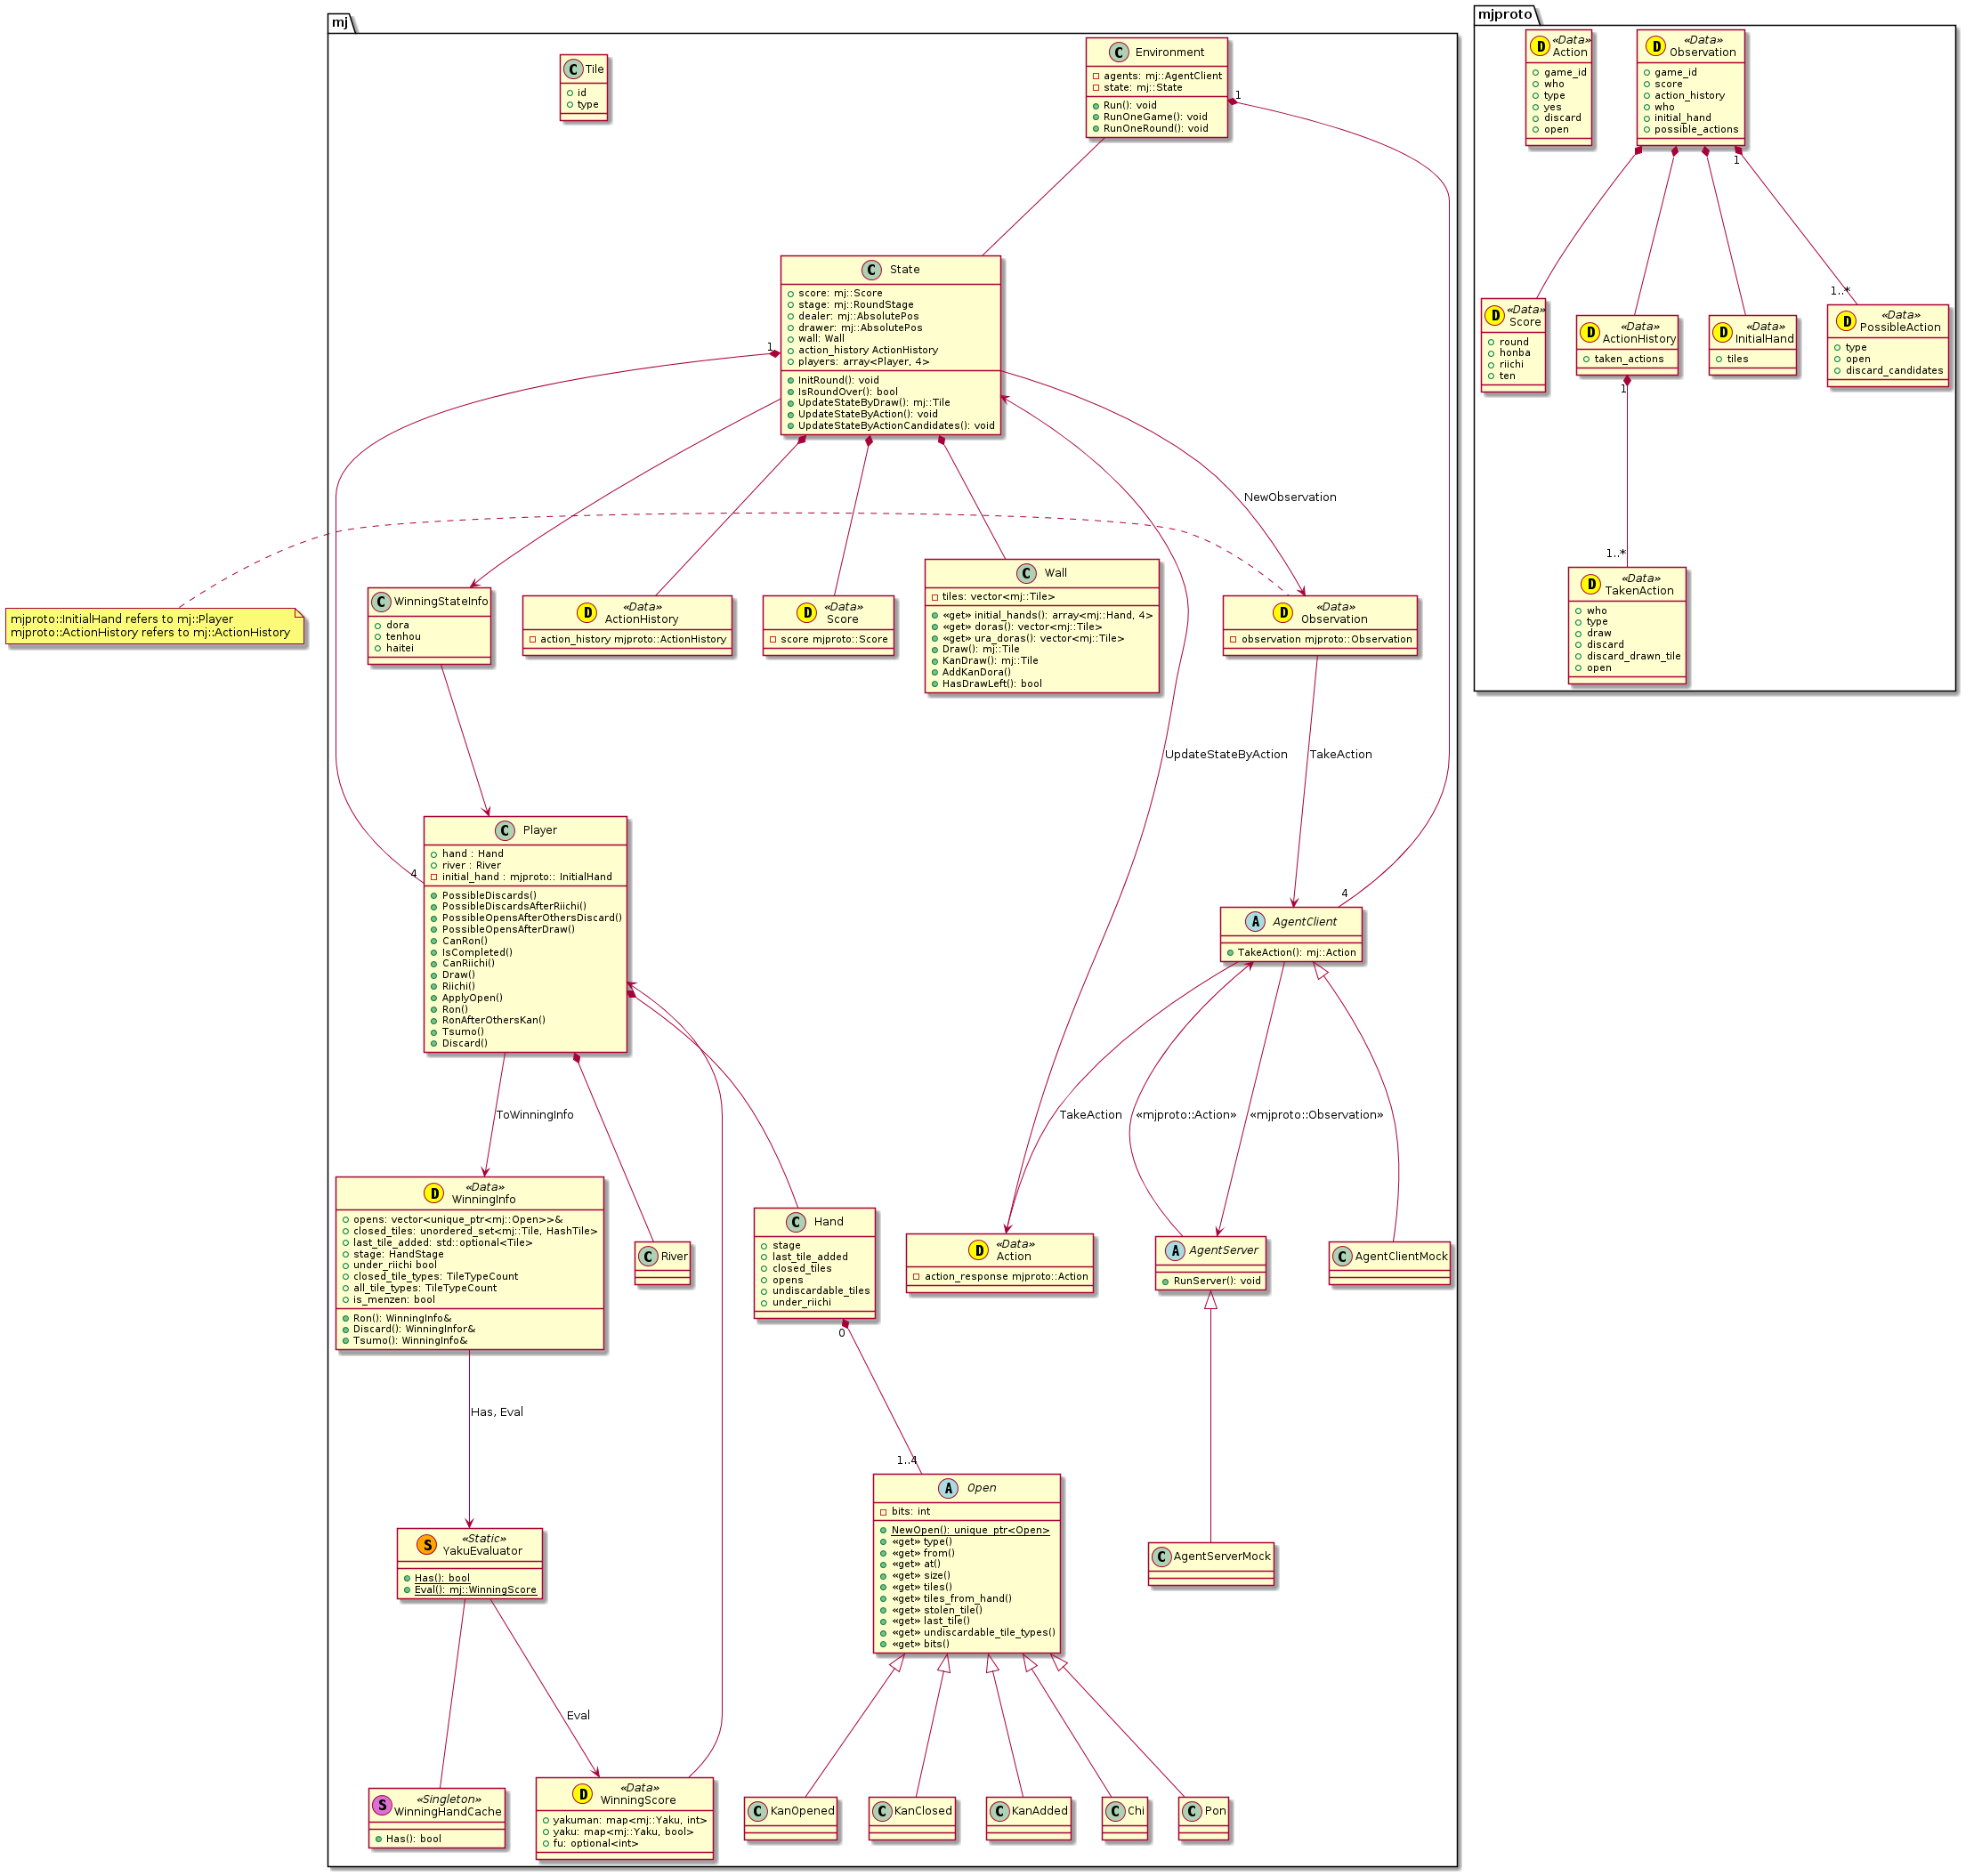 mj
mjproto
Tile
id
type
Environment
agents: mj::AgentClient
state: mj::State
Run(): void
RunOneGame(): void
RunOneRound(): void
1
«Data»
Action
game_id
who
type
yes
discard
open
«Data»
Observation
game_id
score
action_history
who
initial_hand
possible_actions
1
State
score: mj::Score
stage: mj::RoundStage
dealer: mj::AbsolutePos
drawer: mj::AbsolutePos
wall: Wall
action_history ActionHistory
players: array<Player, 4>
InitRound(): void
IsRoundOver(): bool
UpdateStateByDraw(): mj::Tile
UpdateStateByAction(): void
UpdateStateByActionCandidates(): void
1
1..*
«Data»
Score
round
honba
riichi
ten
«Data»
ActionHistory
taken_actions
1
«Data»
InitialHand
tiles
«Data»
PossibleAction
type
open
discard_candidates
NewObservation
1..*
mjproto::InitialHand refers to mj::Player
mjproto::ActionHistory refers to mj::ActionHistory
WinningStateInfo
dora
tenhou
haitei
«Data»
ActionHistory
action_history mjproto::ActionHistory
«Data»
Score
score mjproto::Score
Wall
tiles: vector<mj::Tile>
«get» initial_hands(): array<mj::Hand, 4>
«get» doras(): vector<mj::Tile>
«get» ura_doras(): vector<mj::Tile>
Draw(): mj::Tile
KanDraw(): mj::Tile
AddKanDora()
HasDrawLeft(): bool
«Data»
Observation
observation mjproto::Observation
«Data»
TakenAction
who
type
draw
discard
discard_drawn_tile
open
UpdateStateByAction
TakeAction
4
4
Player
hand : Hand
river : River
initial_hand : mjproto:: InitialHand
PossibleDiscards()
PossibleDiscardsAfterRiichi()
PossibleOpensAfterOthersDiscard()
PossibleOpensAfterDraw()
CanRon()
IsCompleted()
CanRiichi()
Draw()
Riichi()
ApplyOpen()
Ron()
RonAfterOthersKan()
Tsumo()
Discard()
AgentClient
TakeAction(): mj::Action
ToWinningInfo
TakeAction
«mjproto::Action»
«mjproto::Observation»
«Data»
WinningInfo
opens: vector<unique_ptr<mj::Open>>&
closed_tiles: unordered_set<mj::Tile, HashTile>
last_tile_added: std::optional<Tile>
stage: HandStage
under_riichi bool
closed_tile_types: TileTypeCount
all_tile_types: TileTypeCount
is_menzen: bool
Ron(): WinningInfo&
Discard(): WinningInfor&
Tsumo(): WinningInfo&
River
Hand
stage
last_tile_added
closed_tiles
opens
undiscardable_tiles
under_riichi
0
«Data»
Action
action_response mjproto::Action
AgentServer
RunServer(): void
AgentClientMock
Has, Eval
1..4
«Static»
YakuEvaluator
Has(): bool
Eval(): mj::WinningScore
Open
bits: int
NewOpen(): unique_ptr<Open>
«get» type()
«get» from()
«get» at()
«get» size()
«get» tiles()
«get» tiles_from_hand()
«get» stolen_tile()
«get» last_tile()
«get» undiscardable_tile_types()
«get» bits()
AgentServerMock
Eval
«Singleton»
WinningHandCache
Has(): bool
«Data»
WinningScore
yakuman: map<mj::Yaku, int>
yaku: map<mj::Yaku, bool>
fu: optional<int>
KanOpened
KanClosed
KanAdded
Chi
Pon